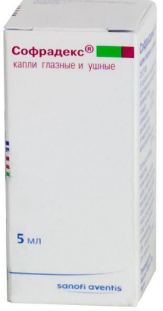 Софрадекс®
капли глазные и ушные
5 мл
sanofi aventis